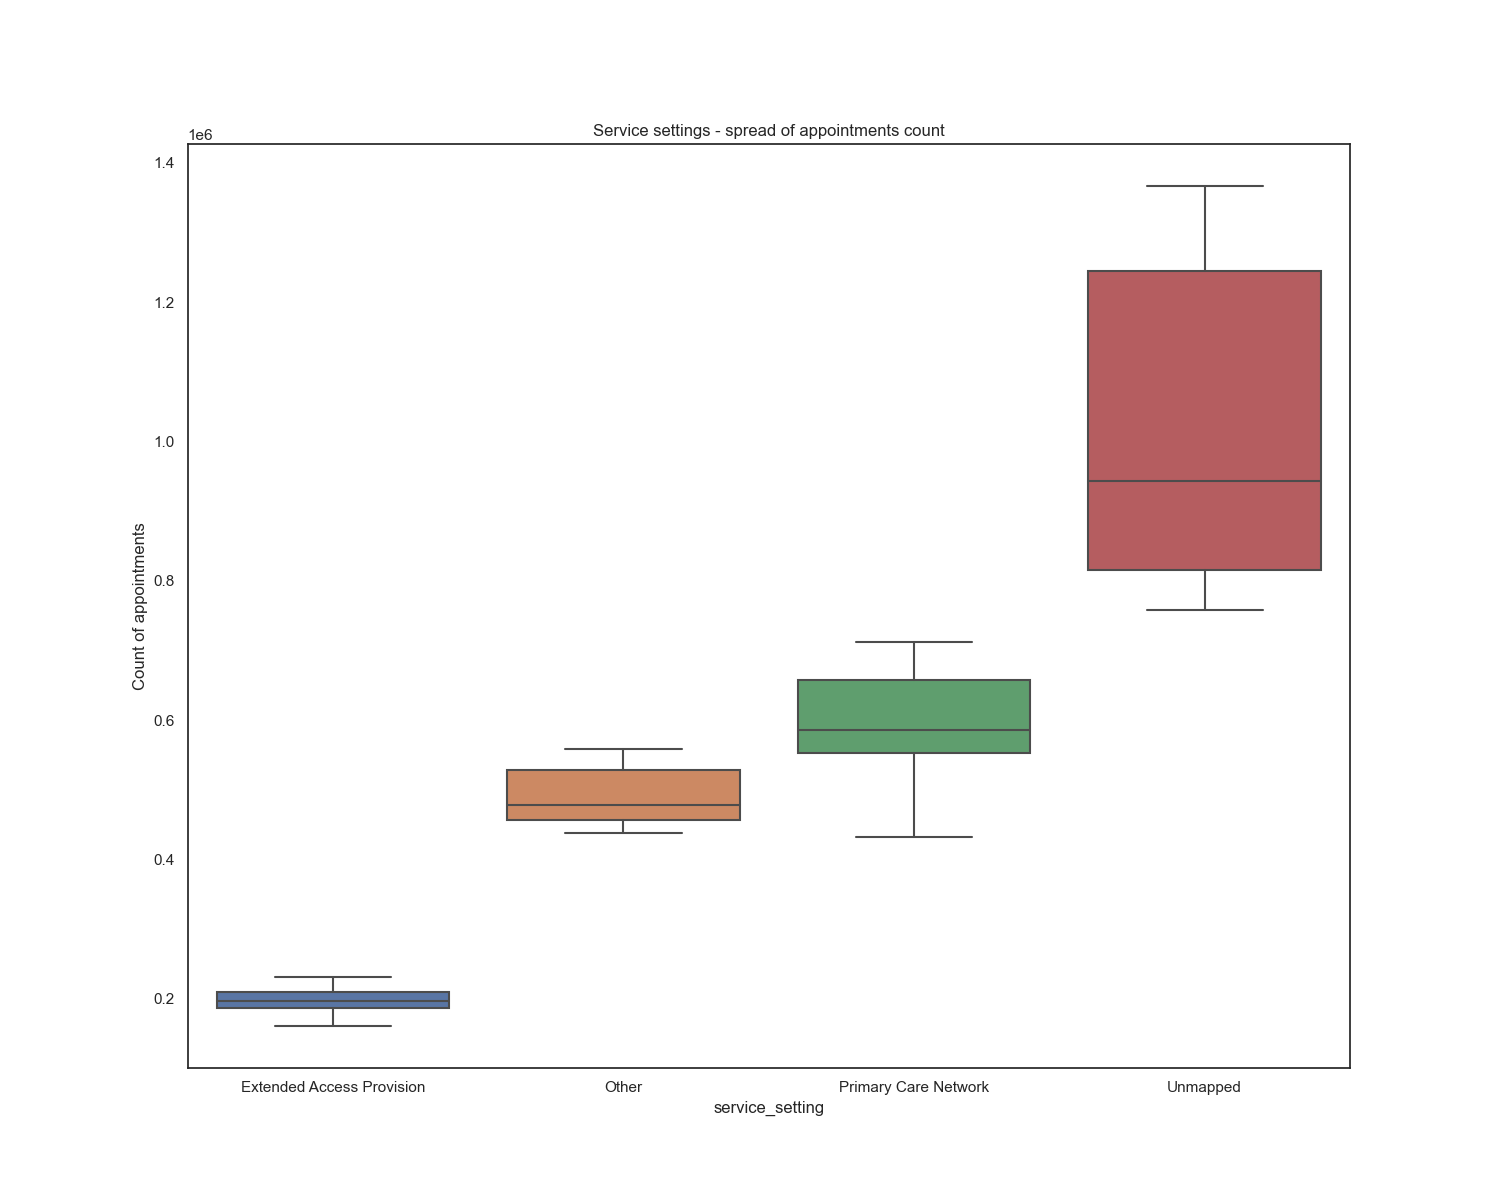 Service settings - spread of appointments count
1e6
1.4
1.2
1.0
0.8
0.6
0.4
0.2
Count of appointments
Extended Access Provision
Other
Primary Care Network
Unmapped
service_setting